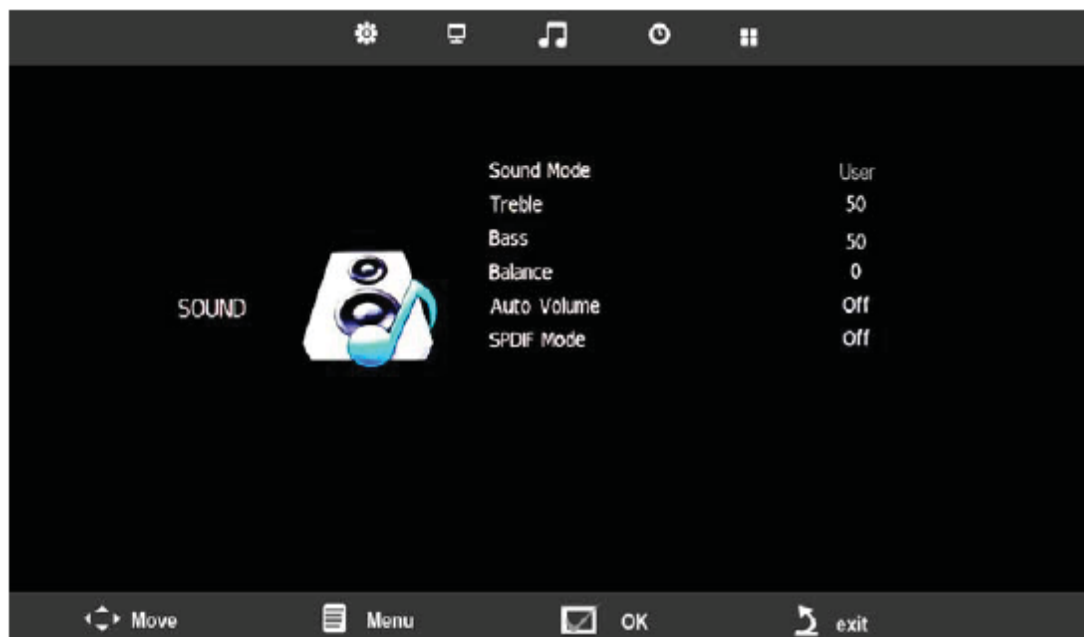 Sound Mode User
Treble 50
Bass 50
Balance 0
SOUND
Auto Volume Off
SPDIF Mode Off
Move Menu OK exit